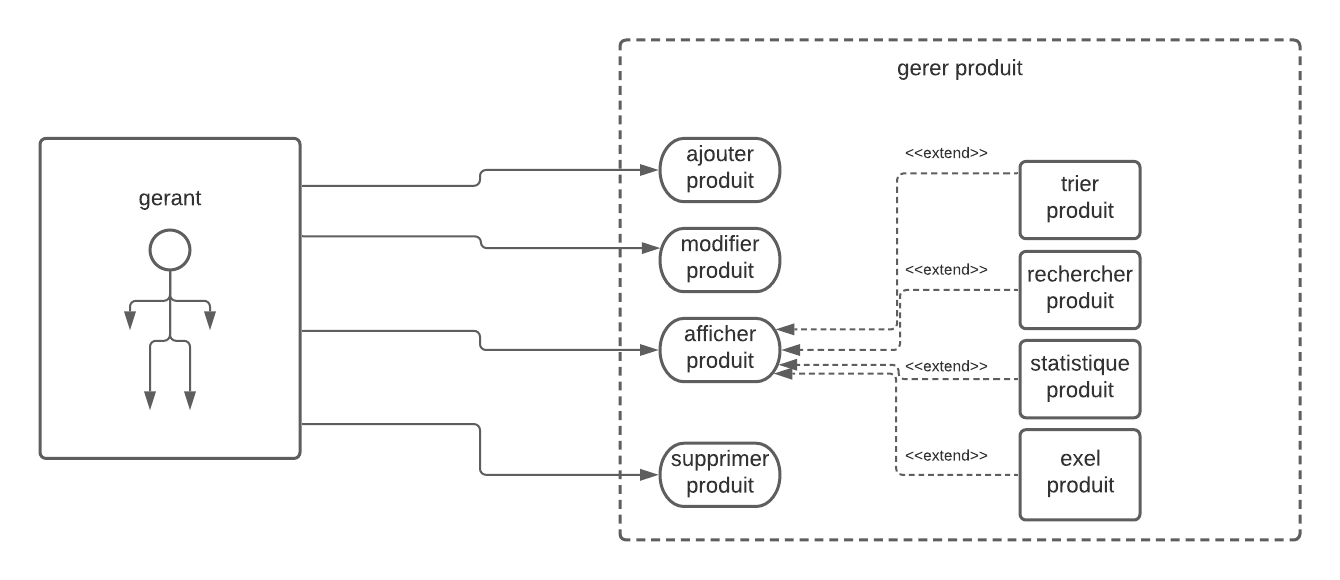 gerer produit
gerant
ajouter
produit
modifier
produit
afficher
produit
supprimer
produit
<<extend>>
trier
produit
<<extend>>
rechercher
produit
<<extend>>
statistique
produit
<<extend>>
exel
produit